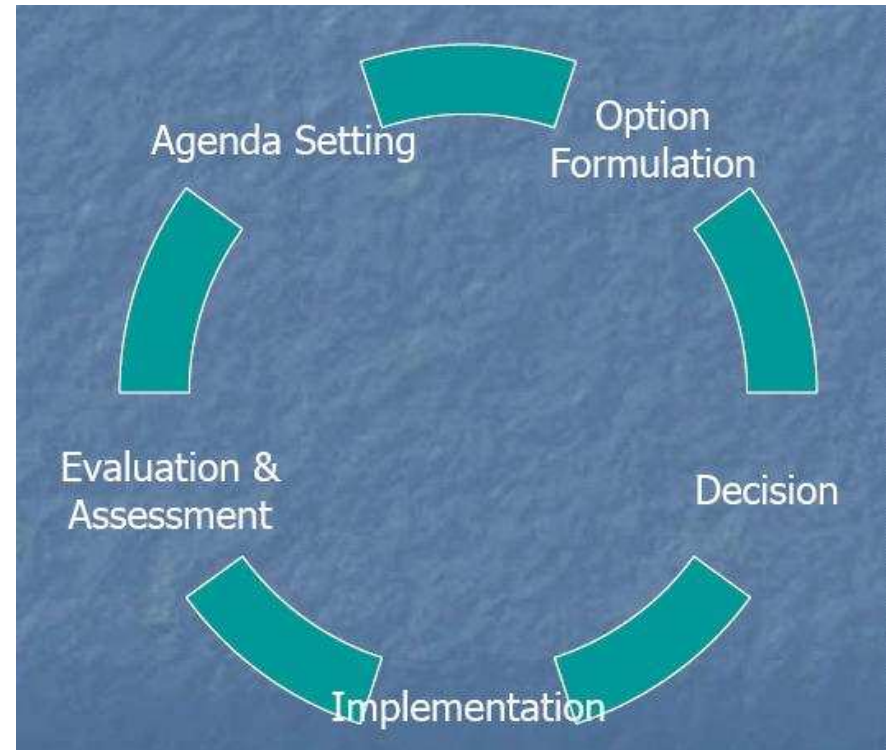 Agenda Setting
Option
Formulation
Decision
Implementation
Evaluation &
Assessment